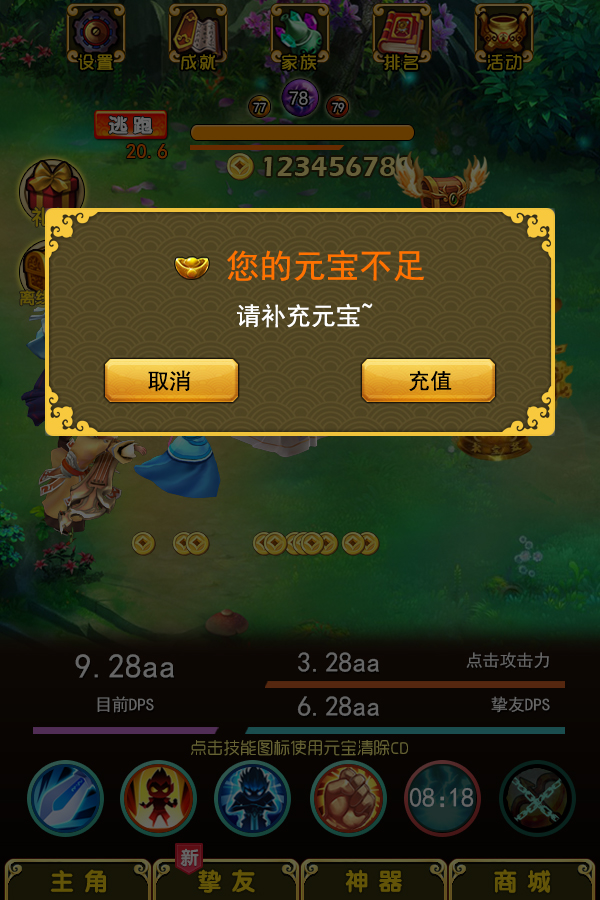 设置 成就 家族 排名 活动
77 78 79
逃跑
20.6
12345678
礼
离线
您的元宝不足
请补充元宝~
取消 充值
9.28aa 3.28aa 点击攻击力
目前DPS 6.28aa 挚友DPS
点击技能图标使用元宝清除CD
08:18
新
主角 挚友 神器 商城